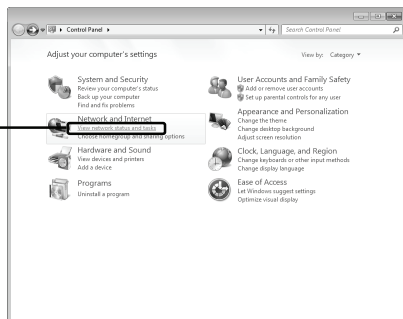 Control Panel
Search Control Panel
Adjust your computer's settings
View by: Category
System and Security
Review your computer's status
Back up your computer
Find and fix problems
Network and Internet
View network status and tasks
Choose homegroup and sharing options
Hardware and Sound
View devices and printers
Add a device
Programs
Uninstall a program
User Accounts and Family Safety
Add or remove user accounts
Set up parental controls for any user
Appearance and Personalization
Change the theme
Change desktop background
Adjust screen resolution
Clock, Language, and Region
Change keyboards or other input methods
Change display language
Ease of Access
Let Windows suggest settings
Optimize visual display